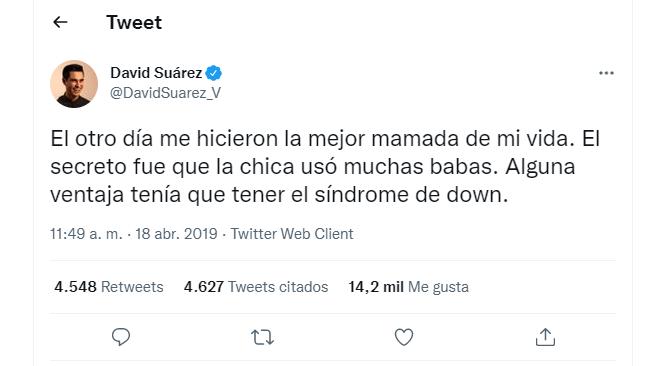 Tweet
David Suárez
@DavidSuarez_V
El otro día me hicieron la mejor mamada de mi vida. El
secreto fue que la chica usó muchas babas. Alguna
ventaja tenía que tener el síndrome de down.
11:49 a. m. · 18 abr. 2019 · Twitter Web Client
4.548 Retweets 4.627 Tweets citados 14,2 mil Me gusta